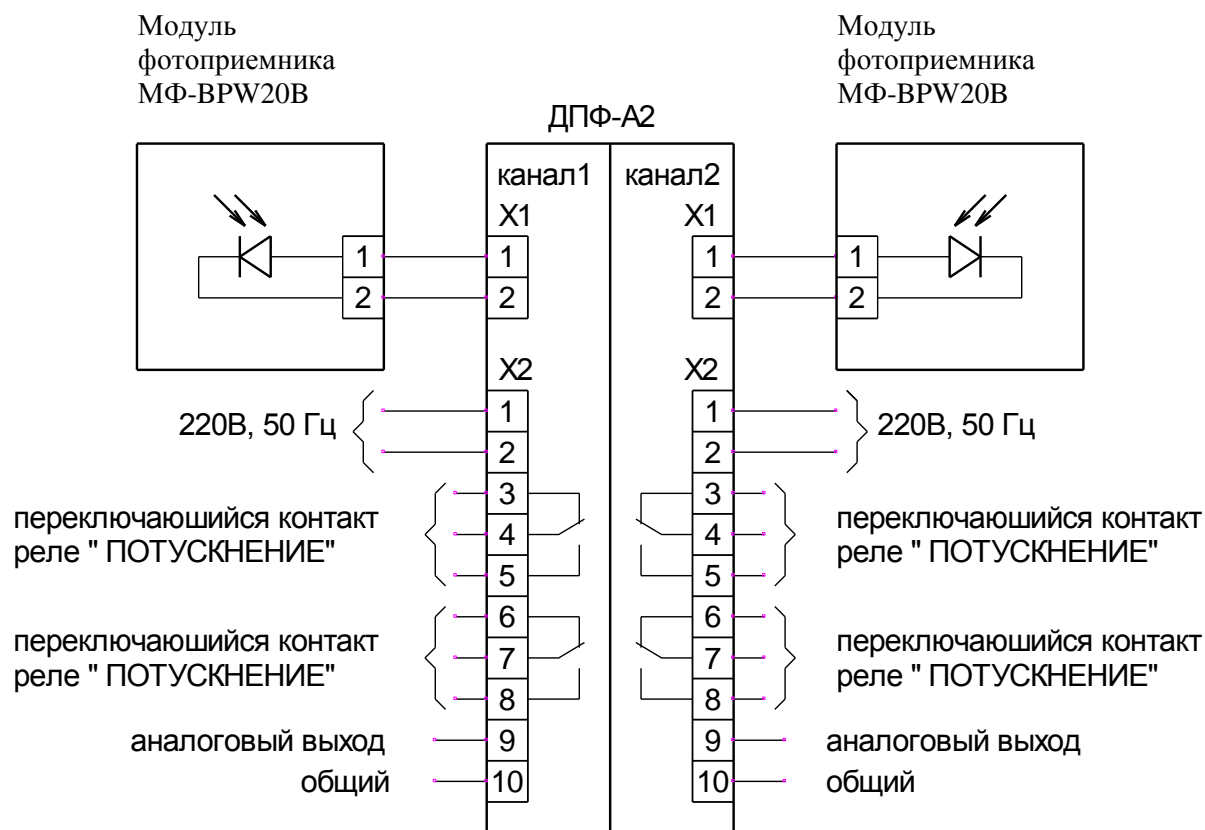 Модуль
фотоприемника
МФ-BPW20B
Модуль
фотоприемника
МФ-BPW20B
ДПФ-А2
канал1
канал2
X1
X1
1
1
1
1
2
2
2
2
X2
X2
220В, 50 Гц
1
1
220В, 50 Гц
2
2
переключаюшийся контакт
реле " ПОТУСКНЕНИЕ"
3
3
4
4
5
5
переключаюшийся контакт
реле " ПОТУСКНЕНИЕ"
переключаюшийся контакт
реле " ПОТУСКНЕНИЕ"
6
6
7
7
8
8
переключаюшийся контакт
реле " ПОТУСКНЕНИЕ"
аналоговый выход
9
9
аналоговый выход
общий
10
10
общий